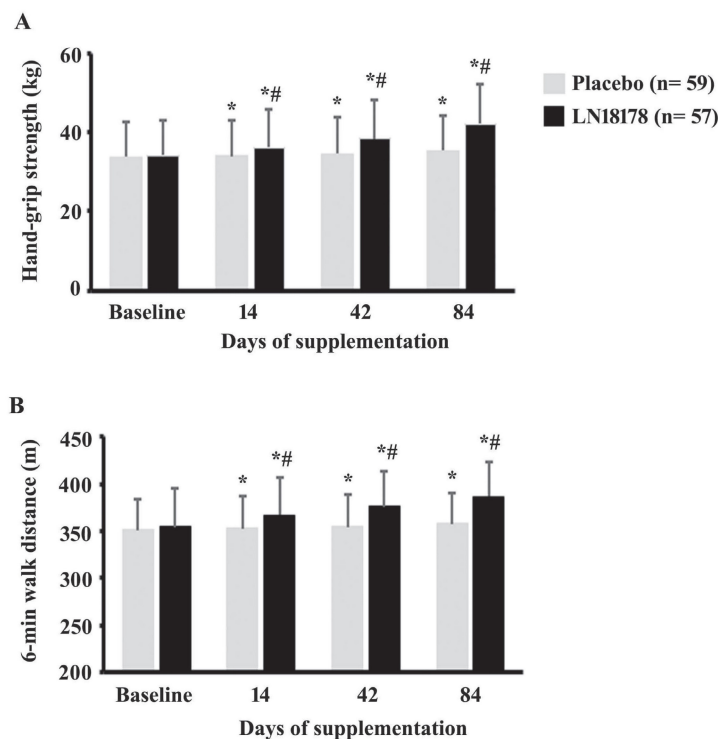 A
Hand-grip strength (kg)
60
40
20
0
* *# * *# * *#
Baseline 14 42 84
Days of supplementation
Placebo (n= 59)
LN18178 (n= 57)
B
6-min walk distance (m)
450
400
350
300
250
200
* *# * *# * *#
Baseline 14 42 84
Days of supplementation